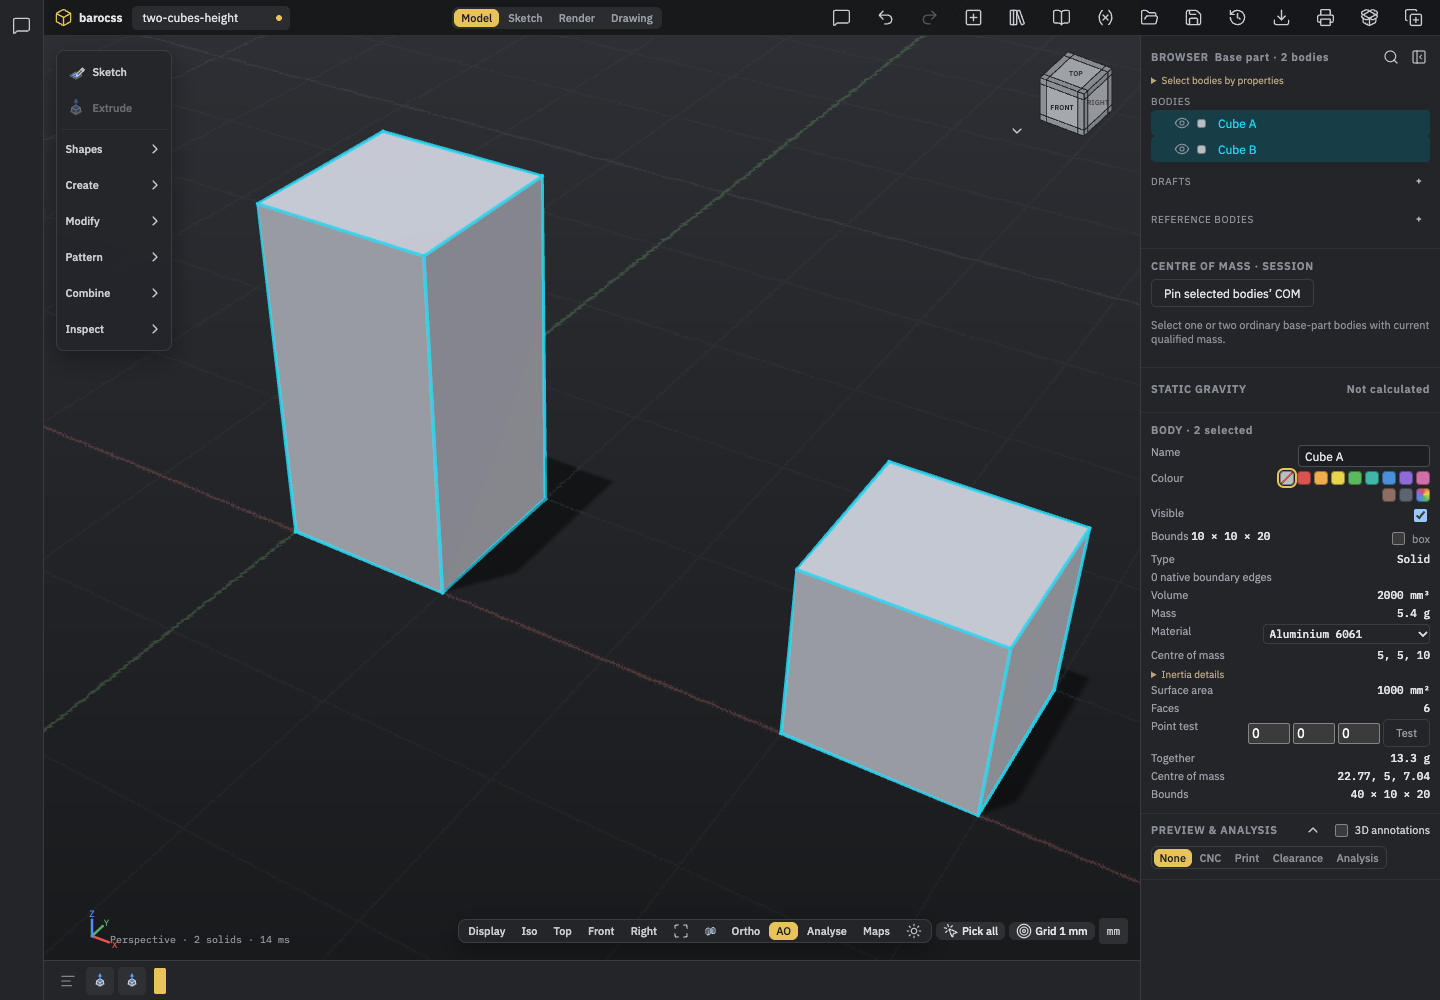 barocss
two-cubes-height
Model Sketch Render Drawing
Sketch
Extrude
Shapes
Create
Modify
Pattern
Combine
Inspect
TOP
FRONT
RIGHT
BROWSER Base part · 2 bodies
Select bodies by properties
BODIES
Cube A
Cube B
DRAFTS +
REFERENCE BODIES +
CENTRE OF MASS · SESSION
Pin selected bodies’ COM
Select one or two ordinary base-part bodies with current
qualified mass.
STATIC GRAVITY Not calculated
BODY · 2 selected
Name Cube A
Colour
Visible
Bounds 10 × 10 × 20 box
Type Solid
0 native boundary edges
Volume 2000 mm³
Mass 5.4 g
Material Aluminium 6061
Centre of mass 5, 5, 10
Inertia details
Surface area 1000 mm²
Faces 6
Point test 0 0 0 Test
Together 13.3 g
Centre of mass 22.77, 5, 7.04
Bounds 40 × 10 × 20
PREVIEW & ANALYSIS 3D annotations
None CNC Print Clearance Analysis
Z
Y
X
Perspective · 2 solids · 14 ms
Display Iso Top Front Right Ortho AO Analyse Maps Pick all Grid 1 mm mm